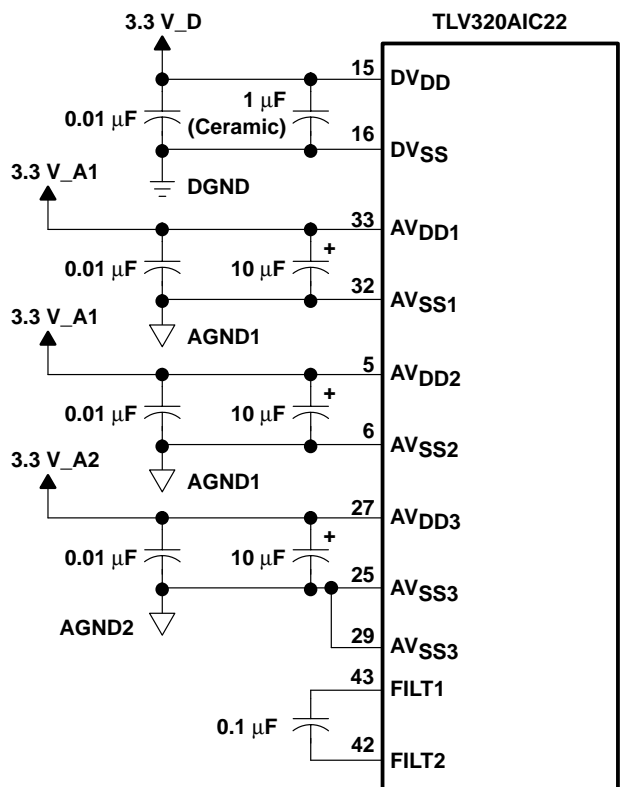 3.3 V_D
TLV320AIC22
15
DVDD
0.01 μF
1 μF
(Ceramic)
16
DVSS
DGND
3.3 V_A1
33
AVDD1
0.01 μF
10 μF
+
32
AVSS1
AGND1
3.3 V_A1
5
AVDD2
0.01 μF
10 μF
+
6
AVSS2
AGND1
3.3 V_A2
27
AVDD3
0.01 μF
10 μF
+
25
AVSS3
AGND2
29
AVSS3
43
FILT1
0.1 μF
42
FILT2